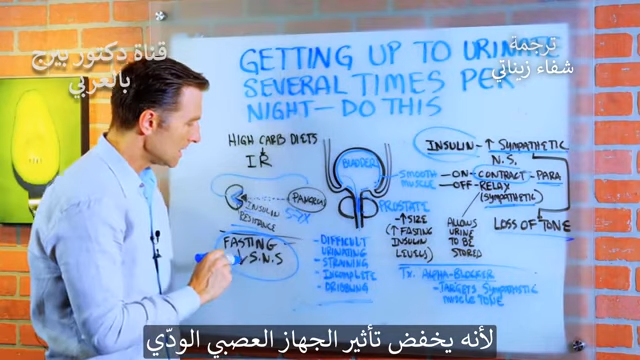 قناة دكتور بيرج
بالعربي
ترجمة
شفاء زيناتي
GETTING UP TO URINATE
SEVERAL TIMES PER
NIGHT—DO THIS
HIGH CARB DIETS
IR
INSULIN
RESISTANCE
PANCREAS
5-7X
FASTING
↓ S.N.S
BLADDER
SMOOTH
MUSCLE
PROSTATE
↑SIZE
(↑ FASTING
INSULIN
LEVELS)
- DIFFICULT
URINATING
- STRAINING
- INCOMPLETE
- DRIBBLING
INSULIN — ↑ SYMPATHETIC
N.S.
ON — CONTRACT — PARA
OFF — RELAX
(SYMPATHETIC)
LOSS OF TONE
ALLOWS
URINE
TO BE
STORED
Tx. ALPHA-BLOCKER
- TARGETS SYMPATHETIC
MUSCLE TONE
لأنه يخفض تأثير الجهاز العصبي الودّي